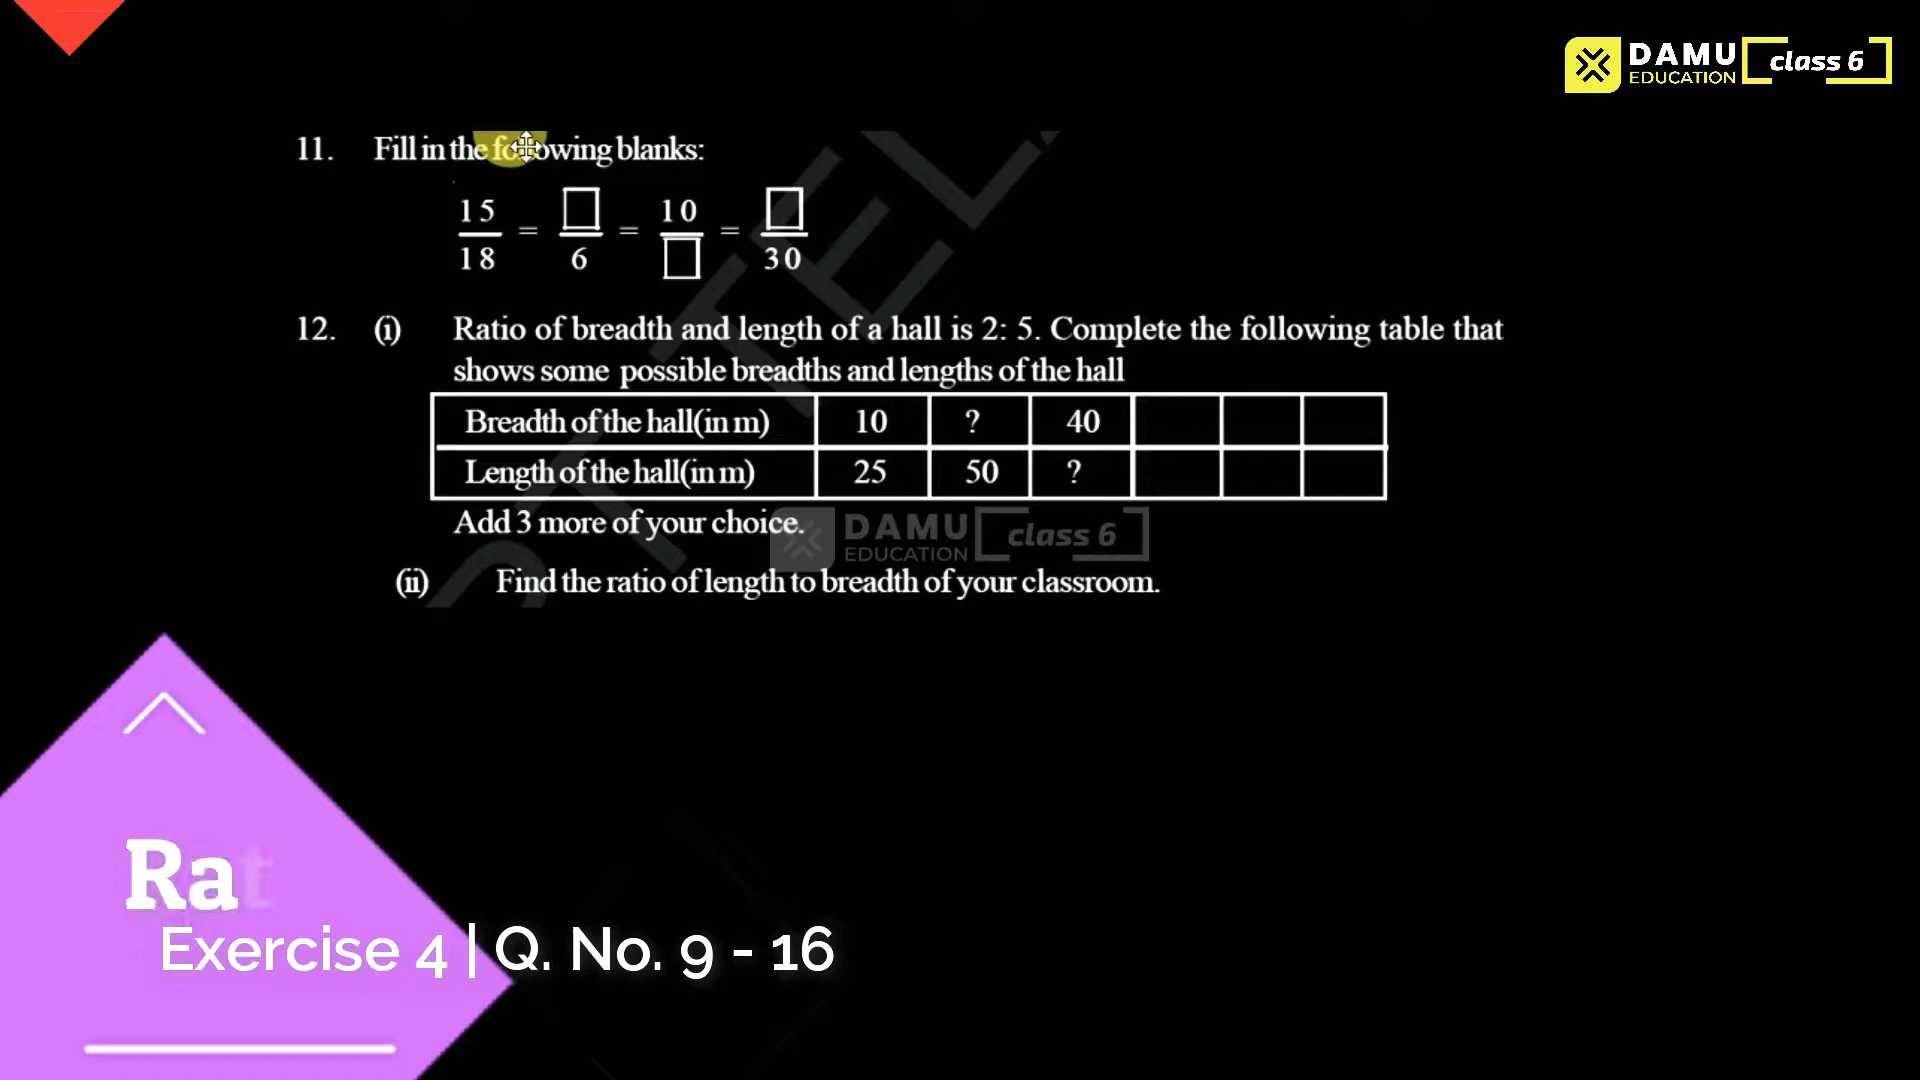 DAMU
EDUCATION
class 6
11. Fill in the following blanks:
15/18 = □/6 = 10/□ = □/30
12. (i) Ratio of breadth and length of a hall is 2: 5. Complete the following table that
shows some possible breadths and lengths of the hall
Breadth of the hall(in m) 10 ? 40
Length of the hall(in m) 25 50 ?
Add 3 more of your choice.
DAMU
EDUCATION
class 6
(ii) Find the ratio of length to breadth of your classroom.
Rat
Exercise 4 | Q. No. 9 - 16